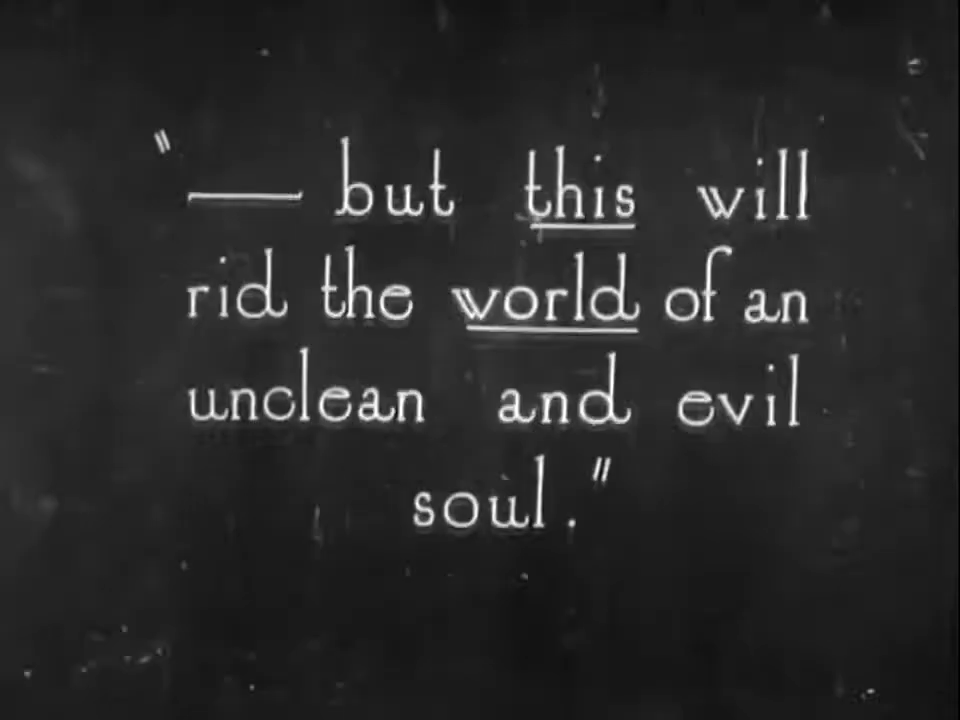 "— but this will
rid the world of an
unclean and evil
soul."